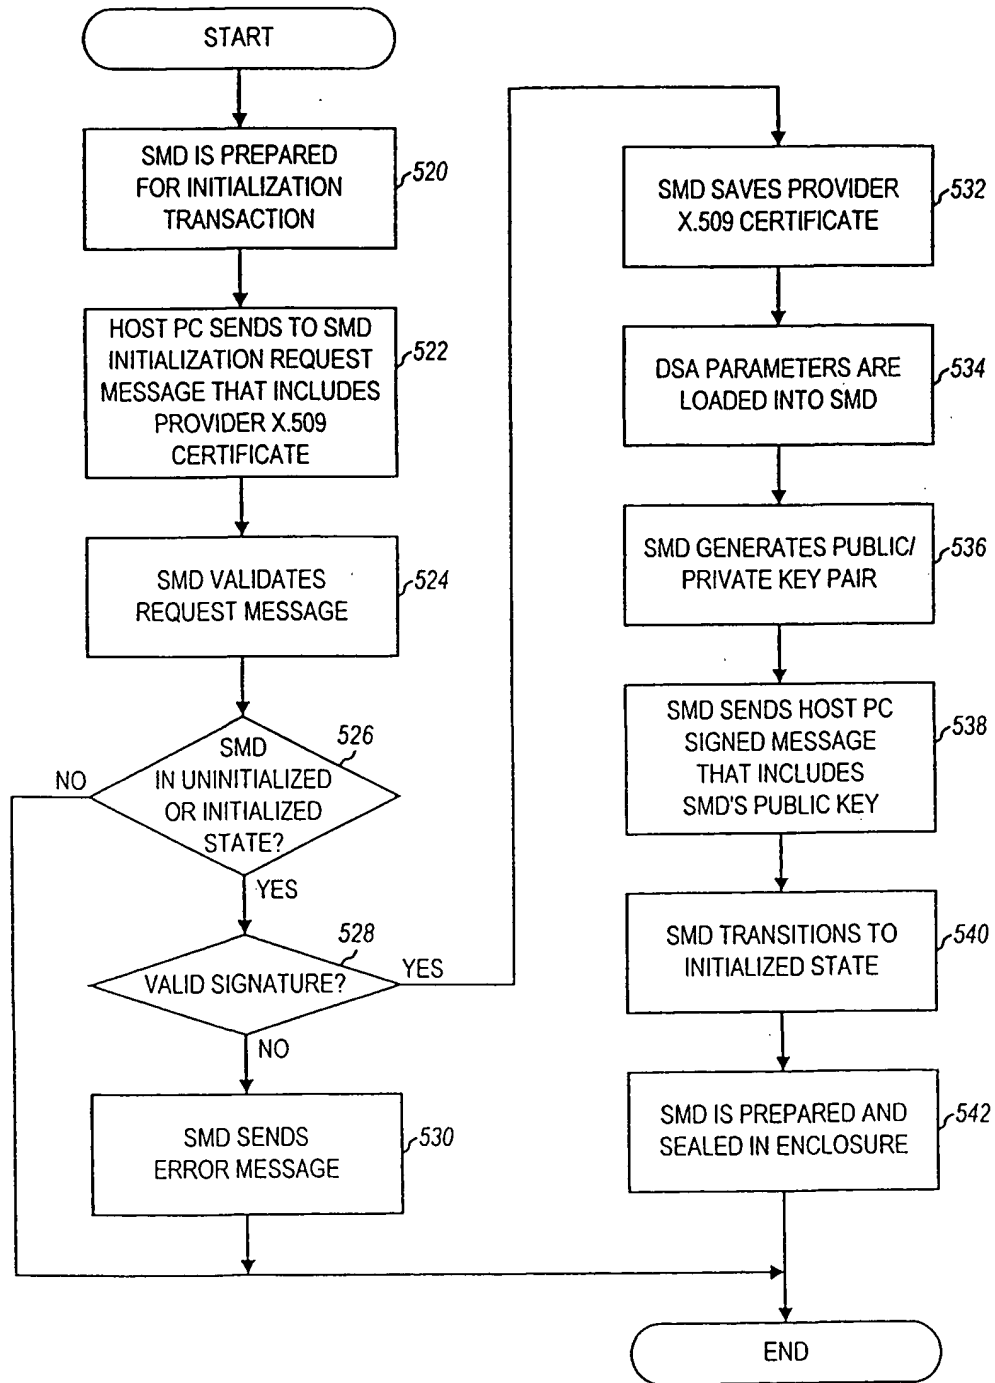 START
SMD IS PREPARED
FOR INITIALIZATION
TRANSACTION
520
HOST PC SENDS TO SMD
INITIALIZATION REQUEST
MESSAGE THAT INCLUDES
PROVIDER X.509
CERTIFICATE
522
SMD VALIDATES
REQUEST MESSAGE
524
SMD
IN UNINITIALIZED
OR INITIALIZED
STATE?
526
NO
YES
VALID SIGNATURE?
528
YES
NO
SMD SENDS
ERROR MESSAGE
530
SMD SAVES PROVIDER
X.509 CERTIFICATE
532
DSA PARAMETERS ARE
LOADED INTO SMD
534
SMD GENERATES PUBLIC/
PRIVATE KEY PAIR
536
SMD SENDS HOST PC
SIGNED MESSAGE
THAT INCLUDES
SMD'S PUBLIC KEY
538
SMD TRANSITIONS TO
INITIALIZED STATE
540
SMD IS PREPARED AND
SEALED IN ENCLOSURE
542
END